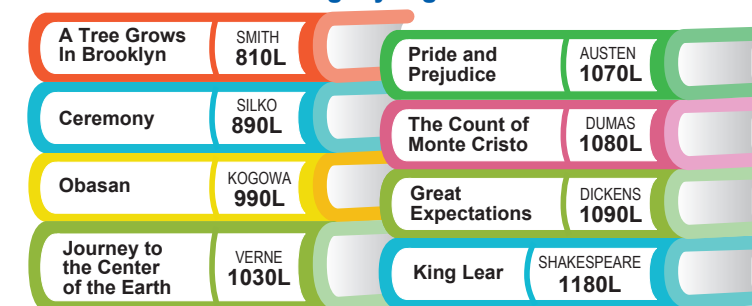 A Tree Grows
In Brooklyn
SMITH
810L
Ceremony
SILKO
890L
Obasan
KOGOWA
990L
Journey to
the Center
of the Earth
VERNE
1030L
Pride and
Prejudice
AUSTEN
1070L
The Count of
Monte Cristo
DUMAS
1080L
Great
Expectations
DICKENS
1090L
King Lear
SHAKESPEARE
1180L